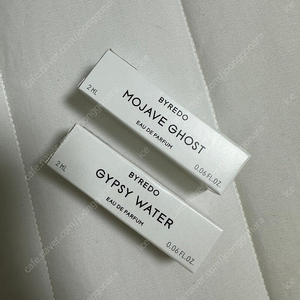 BYREDO
MOJAVE GHOST
EAU DE PARFUM
2 ML
0.06 FL.OZ.
BYREDO
GYPSY WATER
EAU DE PARFUM
2 ML
0.06 FL.OZ.